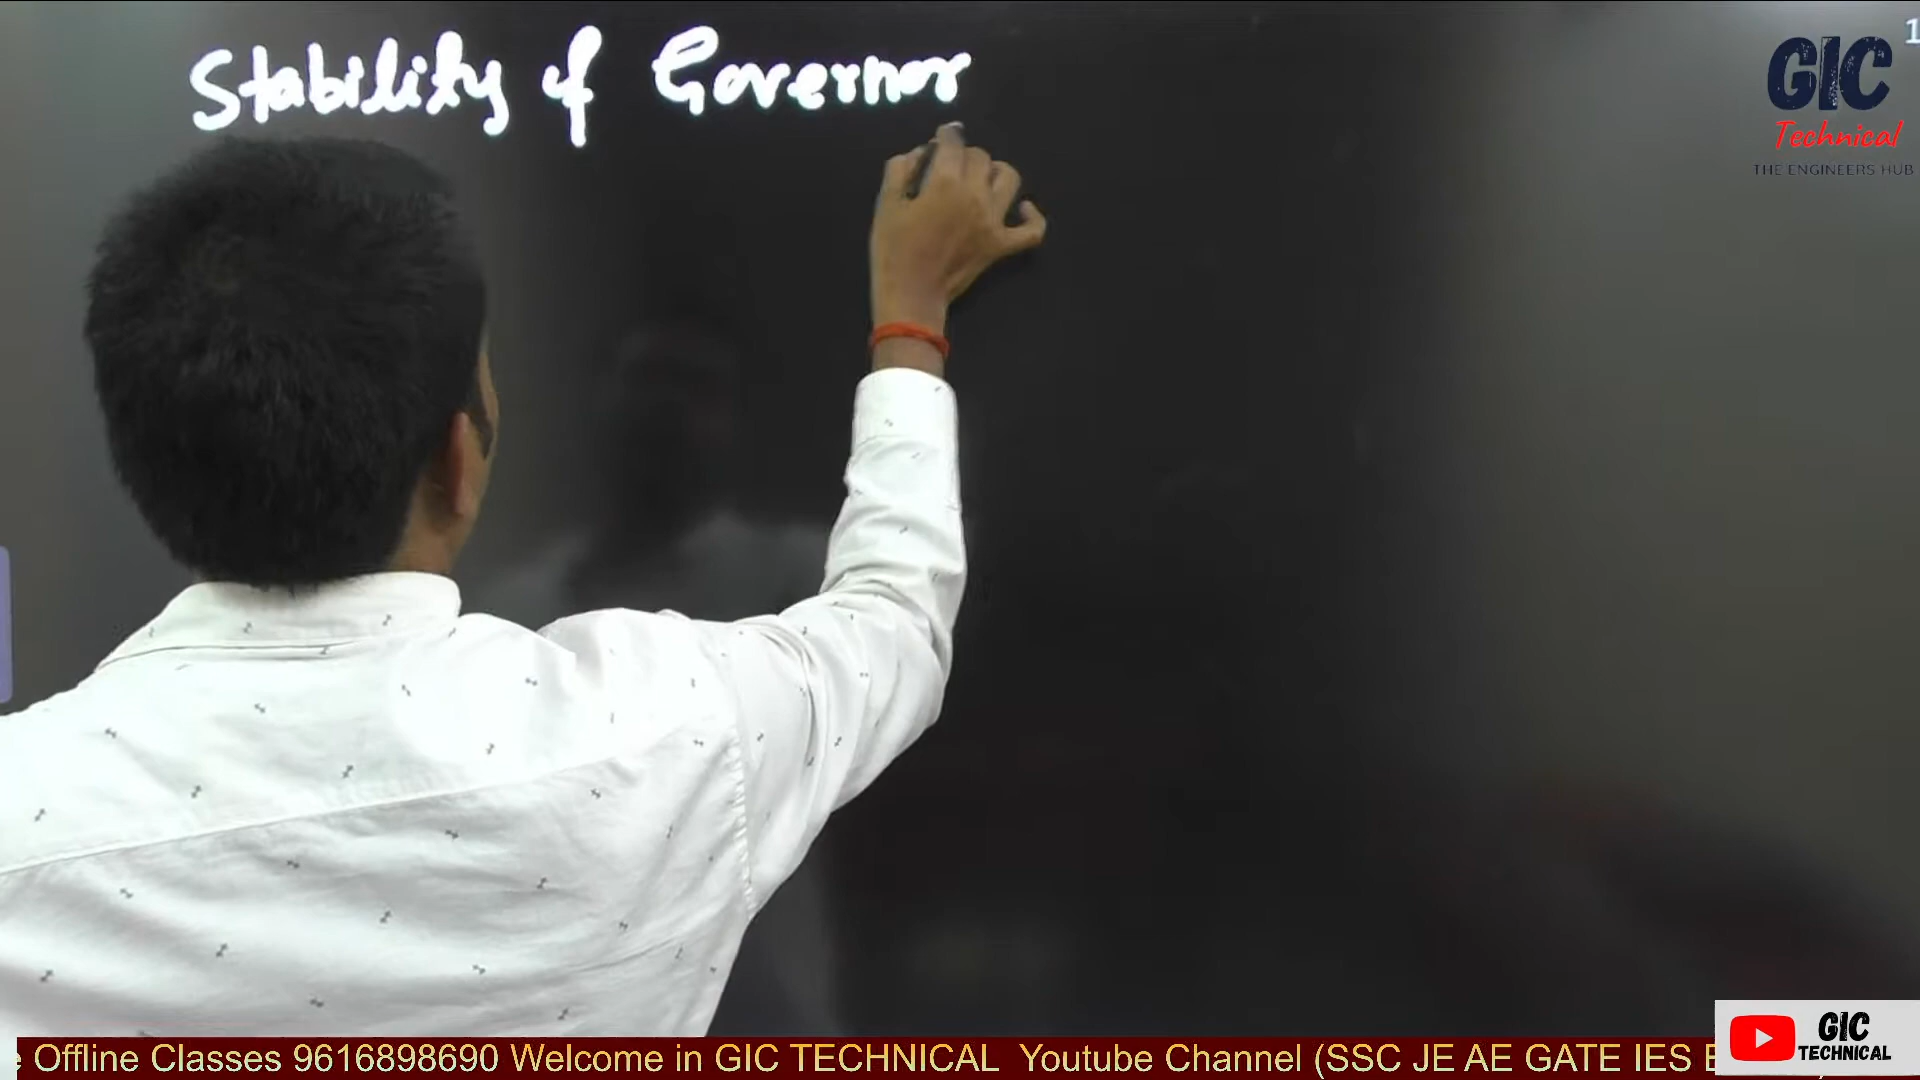 Stability of Governor
1
GIC
Technical
THE ENGINEERS HUB
Offline Classes 9616898690 Welcome in GIC TECHNICAL Youtube Channel (SSC JE AE GATE IES
GIC
TECHNICAL